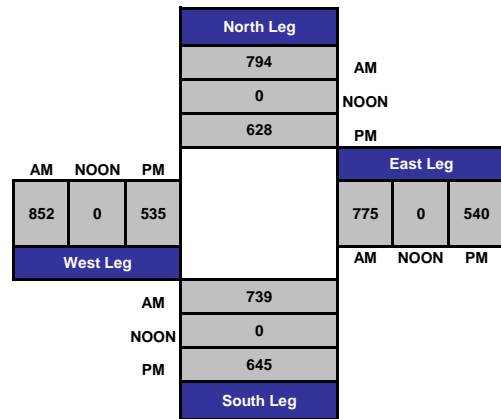 North Leg
794 AM
0 NOON
628 PM
AM NOON PM East Leg
852 0 535 775 0 540
West Leg AM NOON PM
AM 739
NOON 0
PM 645
South Leg